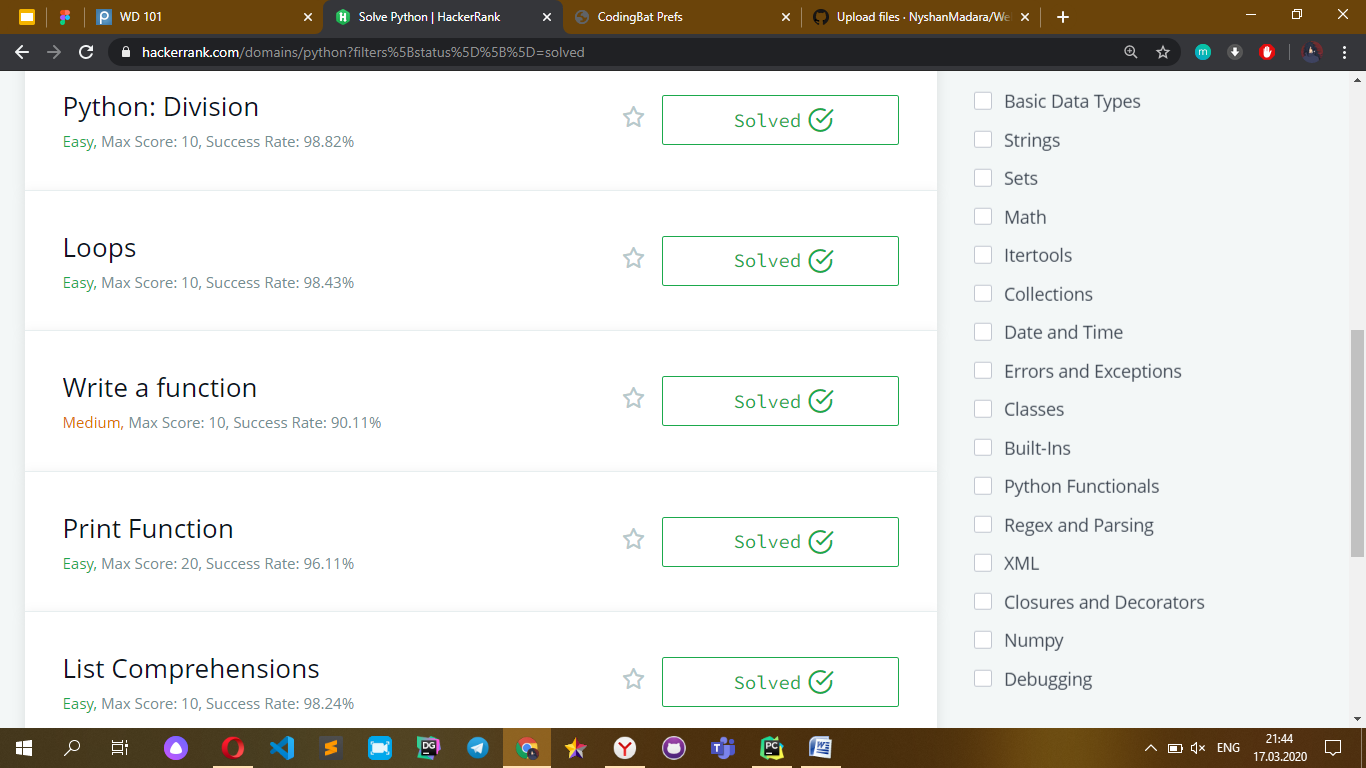 WD 101
Solve Python | HackerRank
CodingBat Prefs
Upload files · NyshanMadara/We
hackerrank.com/domains/python?filters%5Bstatus%5D%5B%5D=solved
Python: Division
Easy, Max Score: 10, Success Rate: 98.82%
Solved
Loops
Easy, Max Score: 10, Success Rate: 98.43%
Solved
Write a function
Medium, Max Score: 10, Success Rate: 90.11%
Solved
Print Function
Easy, Max Score: 20, Success Rate: 96.11%
Solved
List Comprehensions
Easy, Max Score: 10, Success Rate: 98.24%
Solved
Basic Data Types
Strings
Sets
Math
Itertools
Collections
Date and Time
Errors and Exceptions
Classes
Built-Ins
Python Functionals
Regex and Parsing
XML
Closures and Decorators
Numpy
Debugging
DG
PC
ENG
21:44
17.03.2020